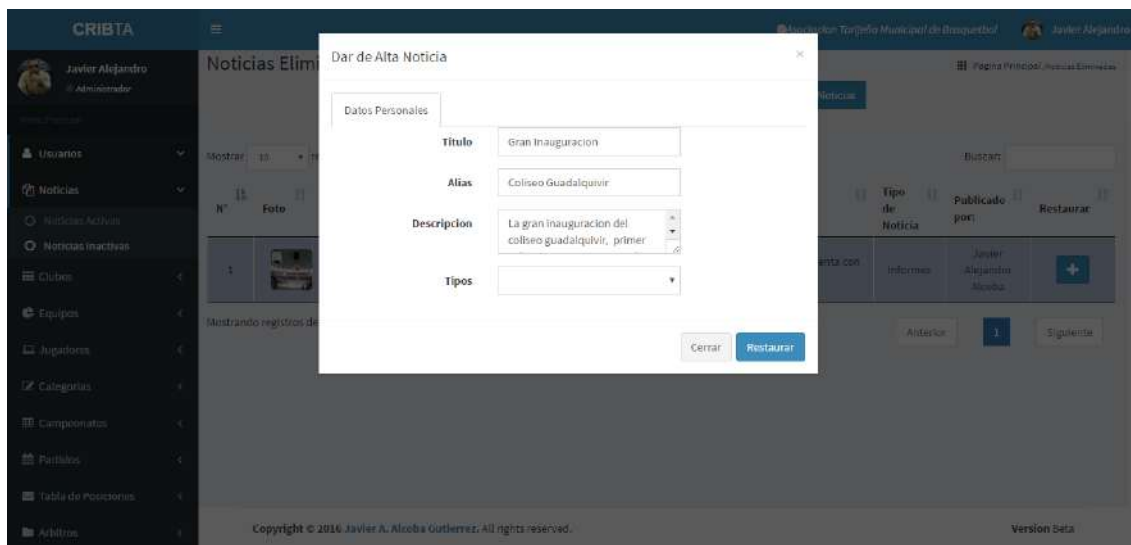 CRIBTA
Asociacion Tarijeña Municipal de Basquetbol
Javier Alejandro
Javier Alejandro
Administrador
Usuarios
Noticias
Noticias Activas
Noticias Inactivas
Clubes
Equipos
Jugadores
Categorias
Campeonatos
Partidos
Tabla de Posiciones
Arbitros
Noticias Elimi
Pagina Principal
Noticias
Mostrar 10
Buscar:
N°
Foto
Tipo de Noticia
Publicado por:
Restaurar
1
enta con
Informes
Javier Alejandro Alcoba
Mostrando registros de
Anterior
1
Siguiente
Dar de Alta Noticia
×
Datos Personales
Titulo
Gran Inauguracion
Alias
Coliseo Guadalquivir
Descripcion
La gran inauguracion del
coliseo guadalquivir, primer
Tipos
Cerrar
Restaurar
Copyright © 2016 Javier A. Alcoba Gutierrez. All rights reserved.
Version Beta